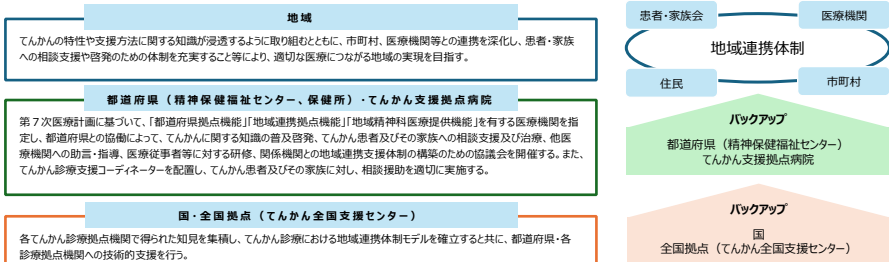 地域
てんかんの特性や支援方法に関する知識が浸透するように取り組むとともに、市町村、医療機関等との連携を深化し、患者・家族
への相談支援や啓発のための体制を充実すること等により、適切な医療につながる地域の実現を目指す。
都道府県(精神保健福祉センター、保健所)・てんかん支援拠点病院
第7次医療計画に基づいて、「都道府県拠点機能」「地域連携拠点機能」「地域精神科医療提供機能」を有する医療機関を指
定し、都道府県との協働によって、てんかんに関する知識の普及啓発、てんかん患者及びその家族への相談支援及び治療、他医
療機関への助言・指導、医療従事者等に対する研修、関係機関との地域連携支援体制の構築のための協議会を開催する。また、
てんかん診療支援コーディネーターを配置し、てんかん患者及びその家族に対し、相談援助を適切に実施する。
国・全国拠点(てんかん全国支援センター)
各てんかん診療拠点機関で得られた知見を集積し、てんかん診療における地域連携体制モデルを確立すると共に、都道府県・各
診療拠点機関への技術的支援を行う。
患者・家族会
医療機関
地域連携体制
住民
市町村
バックアップ
都道府県(精神保健福祉センター)
てんかん支援拠点病院
バックアップ
国
全国拠点(てんかん全国支援センター)